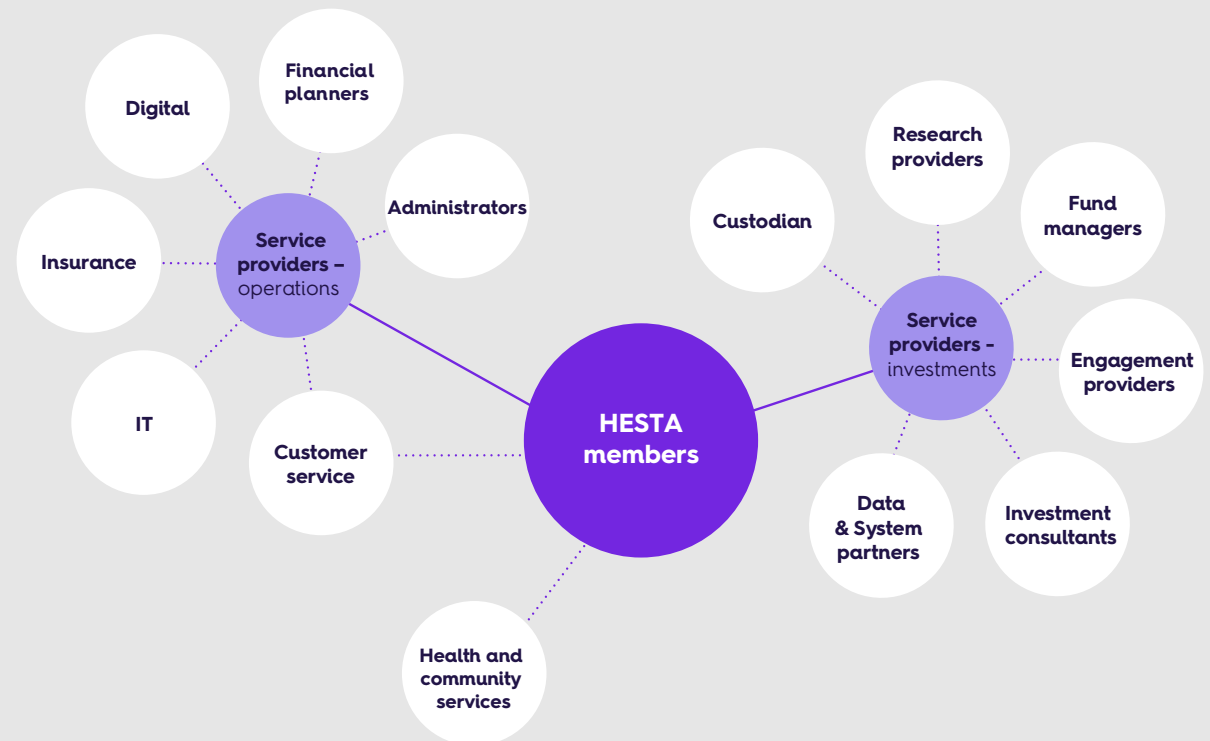 Financial
planners
Digital
Administrators
Service
providers –
operations
Insurance
IT
Customer
service
HESTA
members
Health and
community
services
Research
providers
Custodian
Fund
managers
Service
providers -
investments
Engagement
providers
Data
& System
partners
Investment
consultants